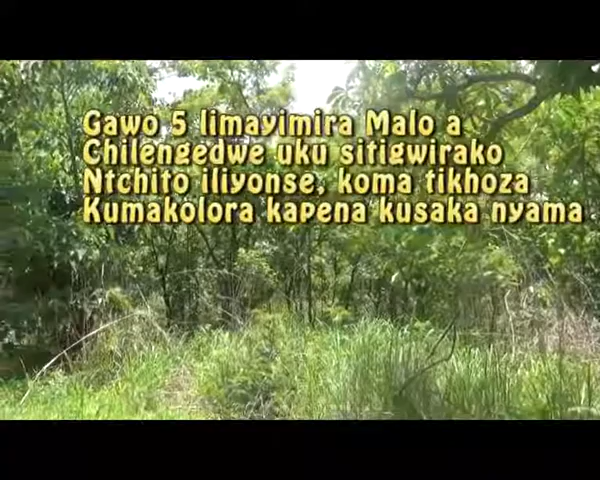 Gawo 5 limayimira Malo a
Chilengedwe uku sitigwirako
Ntchito iliyonse, koma tikhoza
Kumakolora kapena kusaka nyama